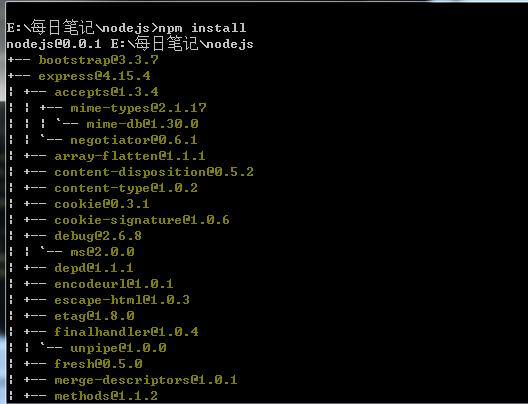 E:\每日笔记\nodejs>npm install
nodejs@0.0.1 E:\每日笔记\nodejs
+-- bootstrap@3.3.7
+-- express@4.15.4
¦ +-- accepts@1.3.4
¦ ¦ +-- mime-types@2.1.17
¦ ¦ ¦ `-- mime-db@1.30.0
¦ ¦ `-- negotiator@0.6.1
¦ +-- array-flatten@1.1.1
¦ +-- content-disposition@0.5.2
¦ +-- content-type@1.0.2
¦ +-- cookie@0.3.1
¦ +-- cookie-signature@1.0.6
¦ +-- debug@2.6.8
¦ ¦ `-- ms@2.0.0
¦ +-- depd@1.1.1
¦ +-- encodeurl@1.0.1
¦ +-- escape-html@1.0.3
¦ +-- etag@1.8.0
¦ +-- finalhandler@1.0.4
¦ ¦ `-- unpipe@1.0.0
¦ +-- fresh@0.5.0
¦ +-- merge-descriptors@1.0.1
¦ +-- methods@1.1.2